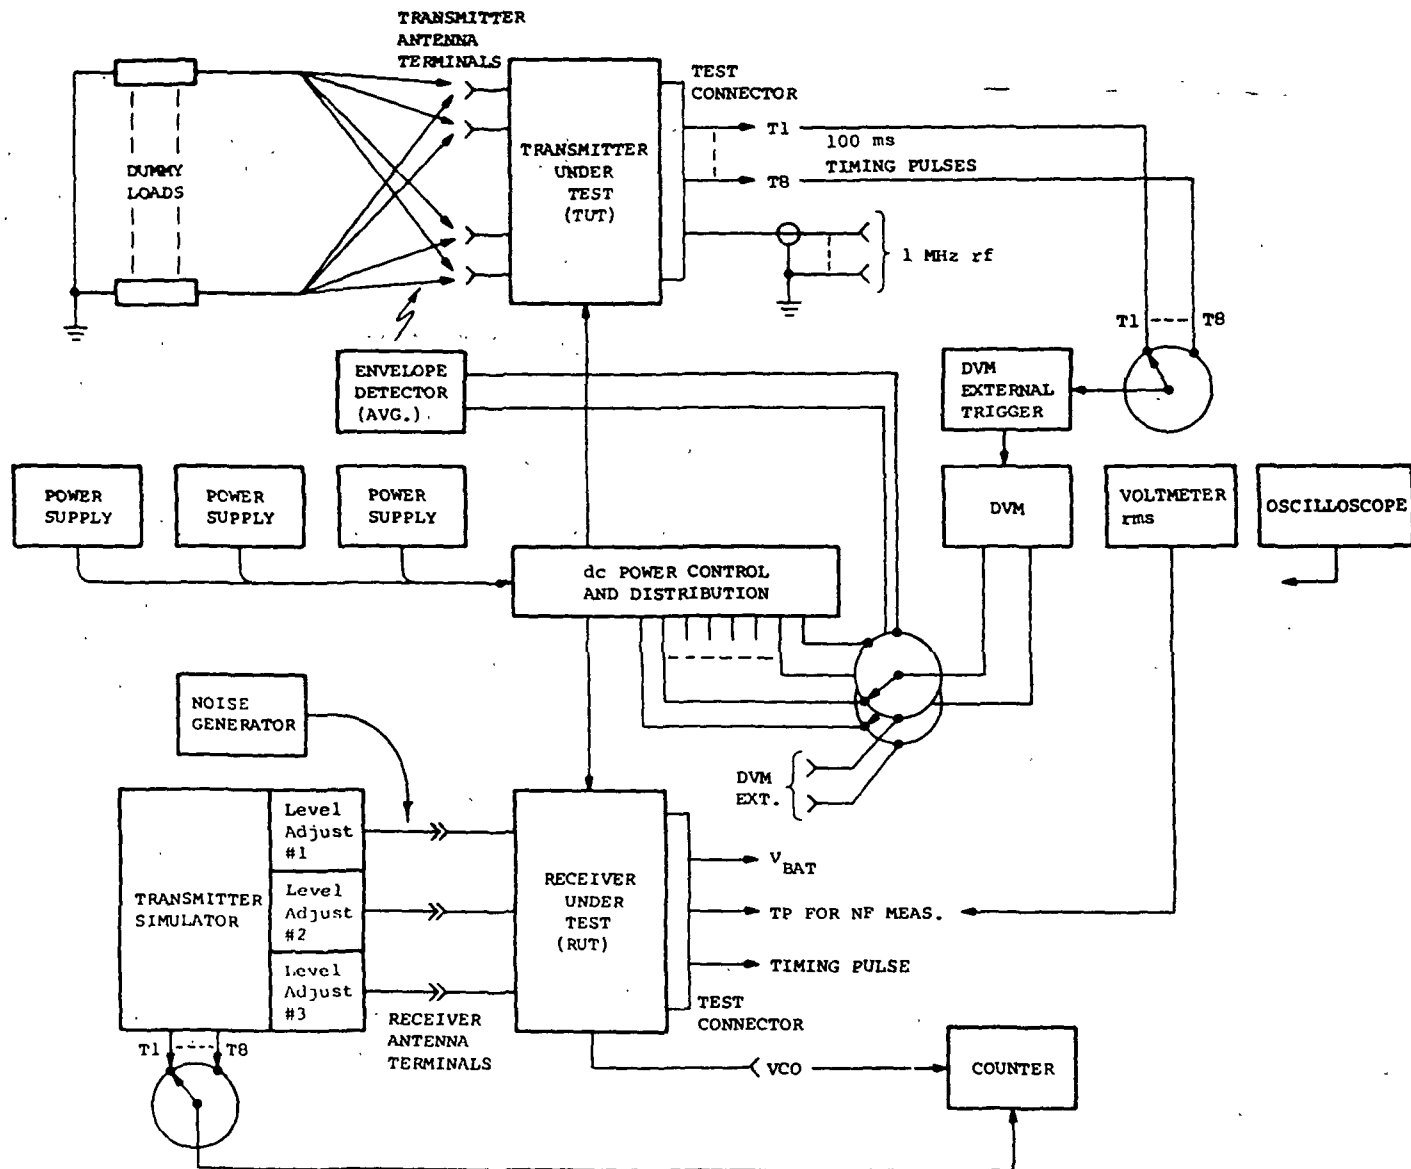 TRANSMITTER
ANTENNA
TERMINALS
TEST
CONNECTOR
DUMMY
LOADS
TRANSMITTER
UNDER
TEST
(TUT)
T1
100 ms
TIMING PULSES
T8
1 MHz rf
T1
T8
ENVELOPE
DETECTOR
(AVG.)
DVM
EXTERNAL
TRIGGER
POWER
SUPPLY
POWER
SUPPLY
POWER
SUPPLY
DVM
VOLTMETER
rms
OSCILLOSCOPE
dc POWER CONTROL
AND DISTRIBUTION
NOISE
GENERATOR
DVM
EXT.
TRANSMITTER
SIMULATOR
Level
Adjust
#1
Level
Adjust
#2
Level
Adjust
#3
RECEIVER
UNDER
TEST
(RUT)
VBAT
TP FOR NF MEAS.
TIMING PULSE
TEST
CONNECTOR
RECEIVER
ANTENNA
TERMINALS
T1
T8
VCO
COUNTER